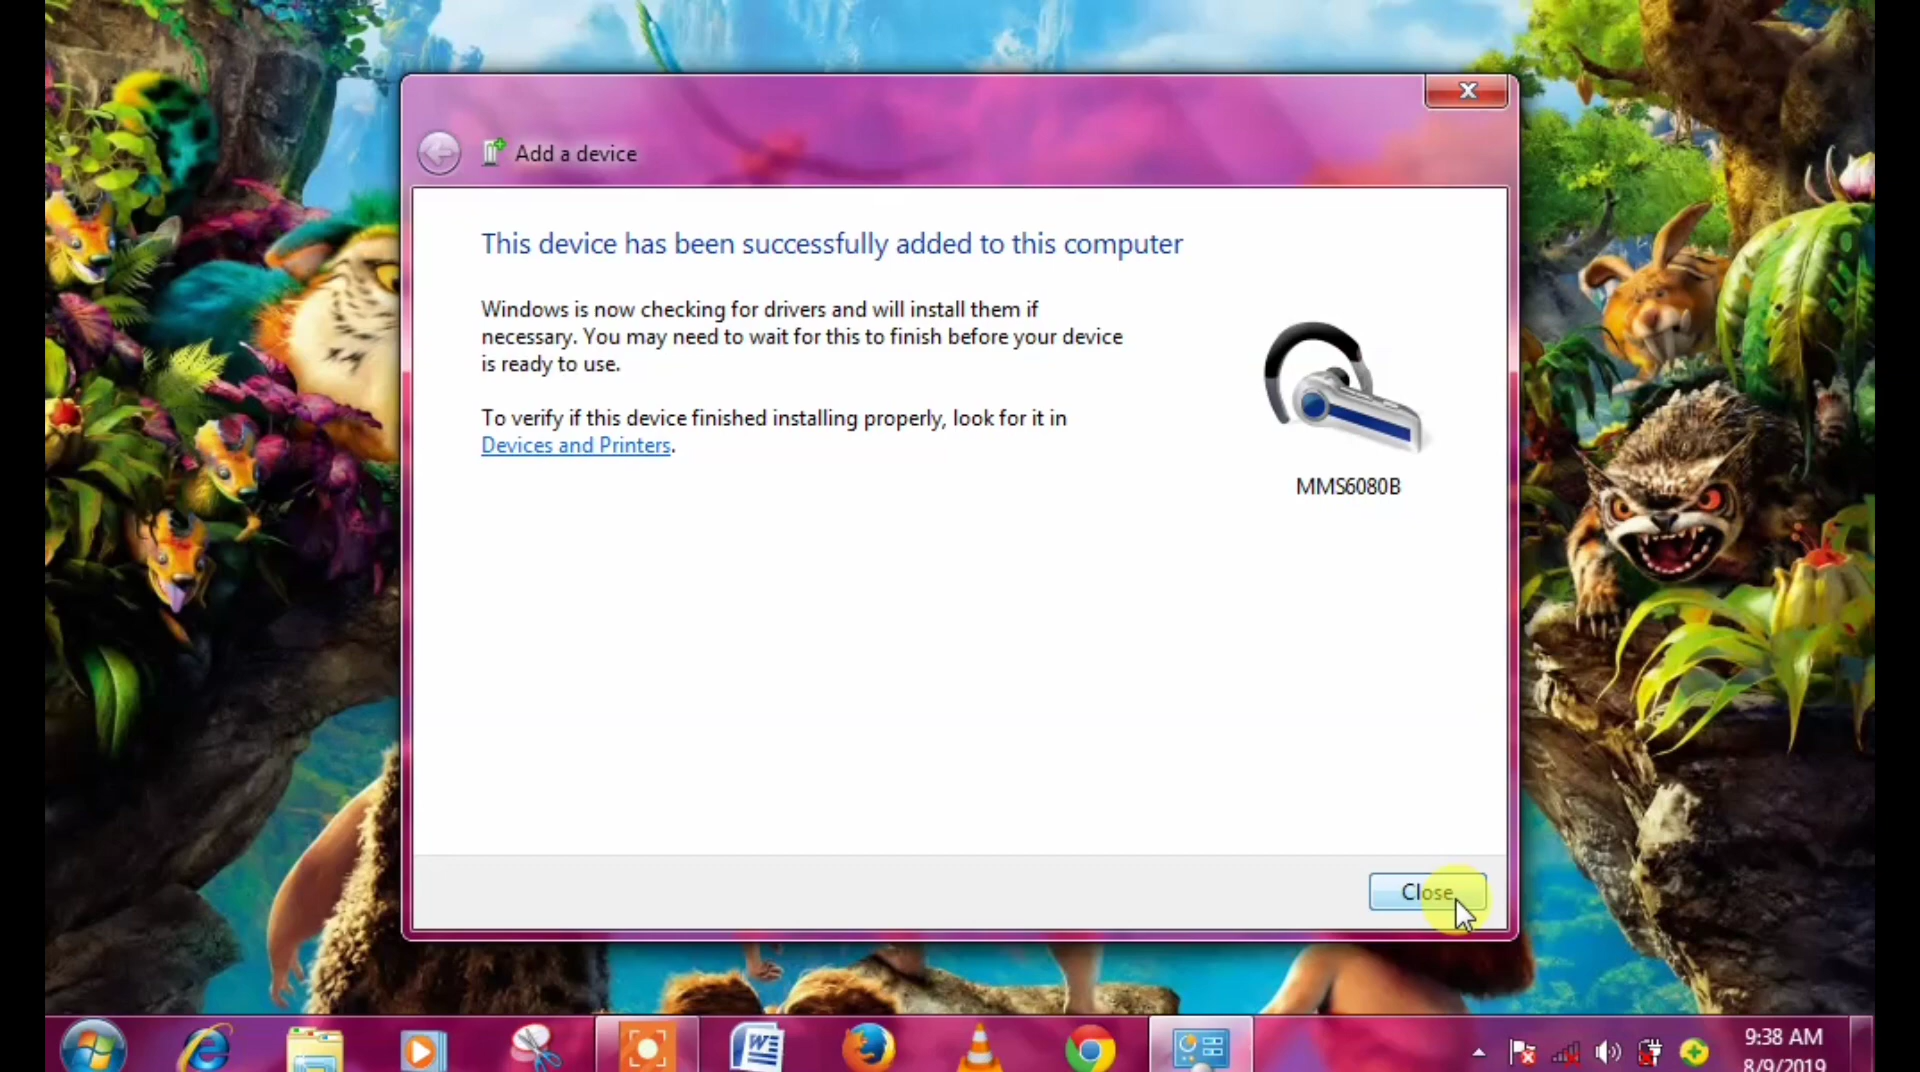 Add a device
This device has been successfully added to this computer
Windows is now checking for drivers and will install them if
necessary. You may need to wait for this to finish before your device
is ready to use.
To verify if this device finished installing properly, look for it in
Devices and Printers.
MMS6080B
Close
9:38 AM
8/9/2019